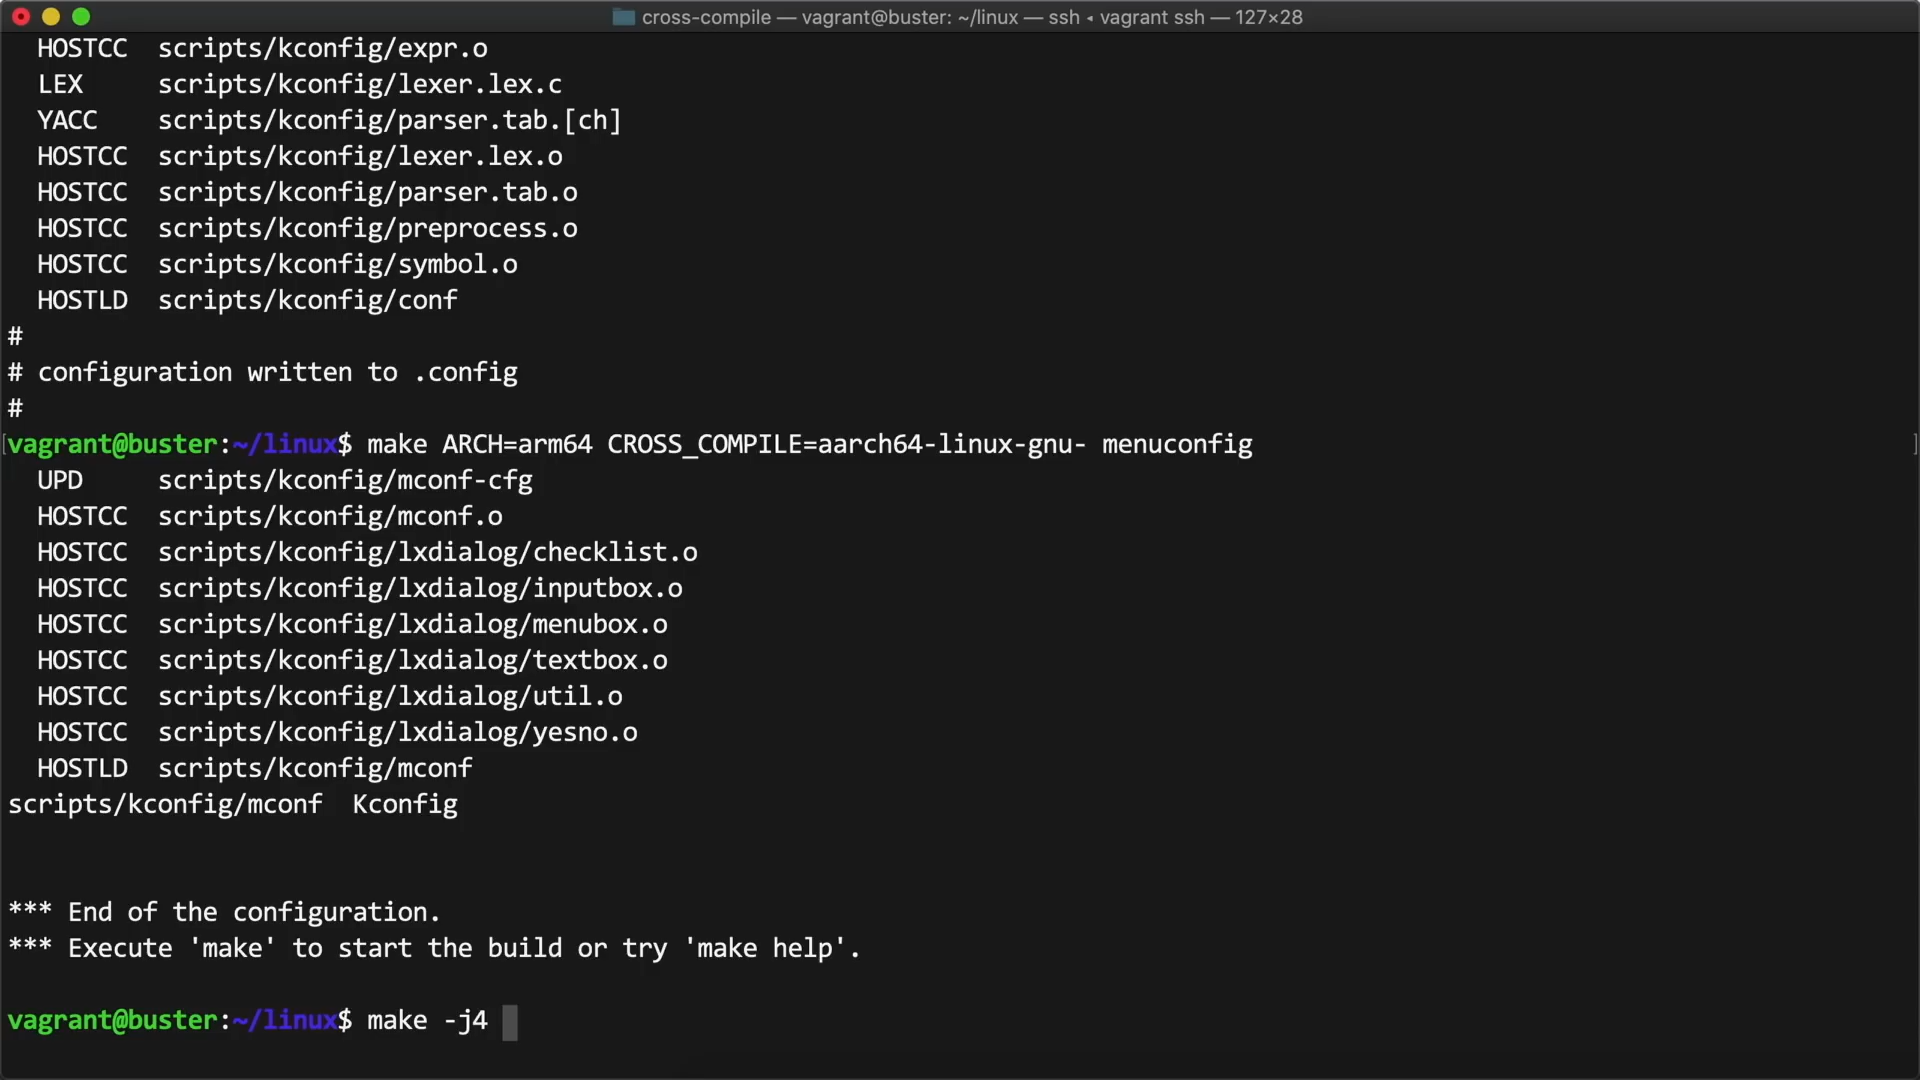 cross-compile — vagrant@buster: ~/linux — ssh ◂ vagrant ssh — 127×28
HOSTCC  scripts/kconfig/expr.o
LEX     scripts/kconfig/lexer.lex.c
YACC    scripts/kconfig/parser.tab.[ch]
HOSTCC  scripts/kconfig/lexer.lex.o
HOSTCC  scripts/kconfig/parser.tab.o
HOSTCC  scripts/kconfig/preprocess.o
HOSTCC  scripts/kconfig/symbol.o
HOSTLD  scripts/kconfig/conf
#
# configuration written to .config
#
[vagrant@buster:~/linux$ make ARCH=arm64 CROSS_COMPILE=aarch64-linux-gnu- menuconfig ]
UPD     scripts/kconfig/mconf-cfg
HOSTCC  scripts/kconfig/mconf.o
HOSTCC  scripts/kconfig/lxdialog/checklist.o
HOSTCC  scripts/kconfig/lxdialog/inputbox.o
HOSTCC  scripts/kconfig/lxdialog/menubox.o
HOSTCC  scripts/kconfig/lxdialog/textbox.o
HOSTCC  scripts/kconfig/lxdialog/util.o
HOSTCC  scripts/kconfig/lxdialog/yesno.o
HOSTLD  scripts/kconfig/mconf
scripts/kconfig/mconf  Kconfig
*** End of the configuration.
*** Execute 'make' to start the build or try 'make help'.
vagrant@buster:~/linux$ make -j4